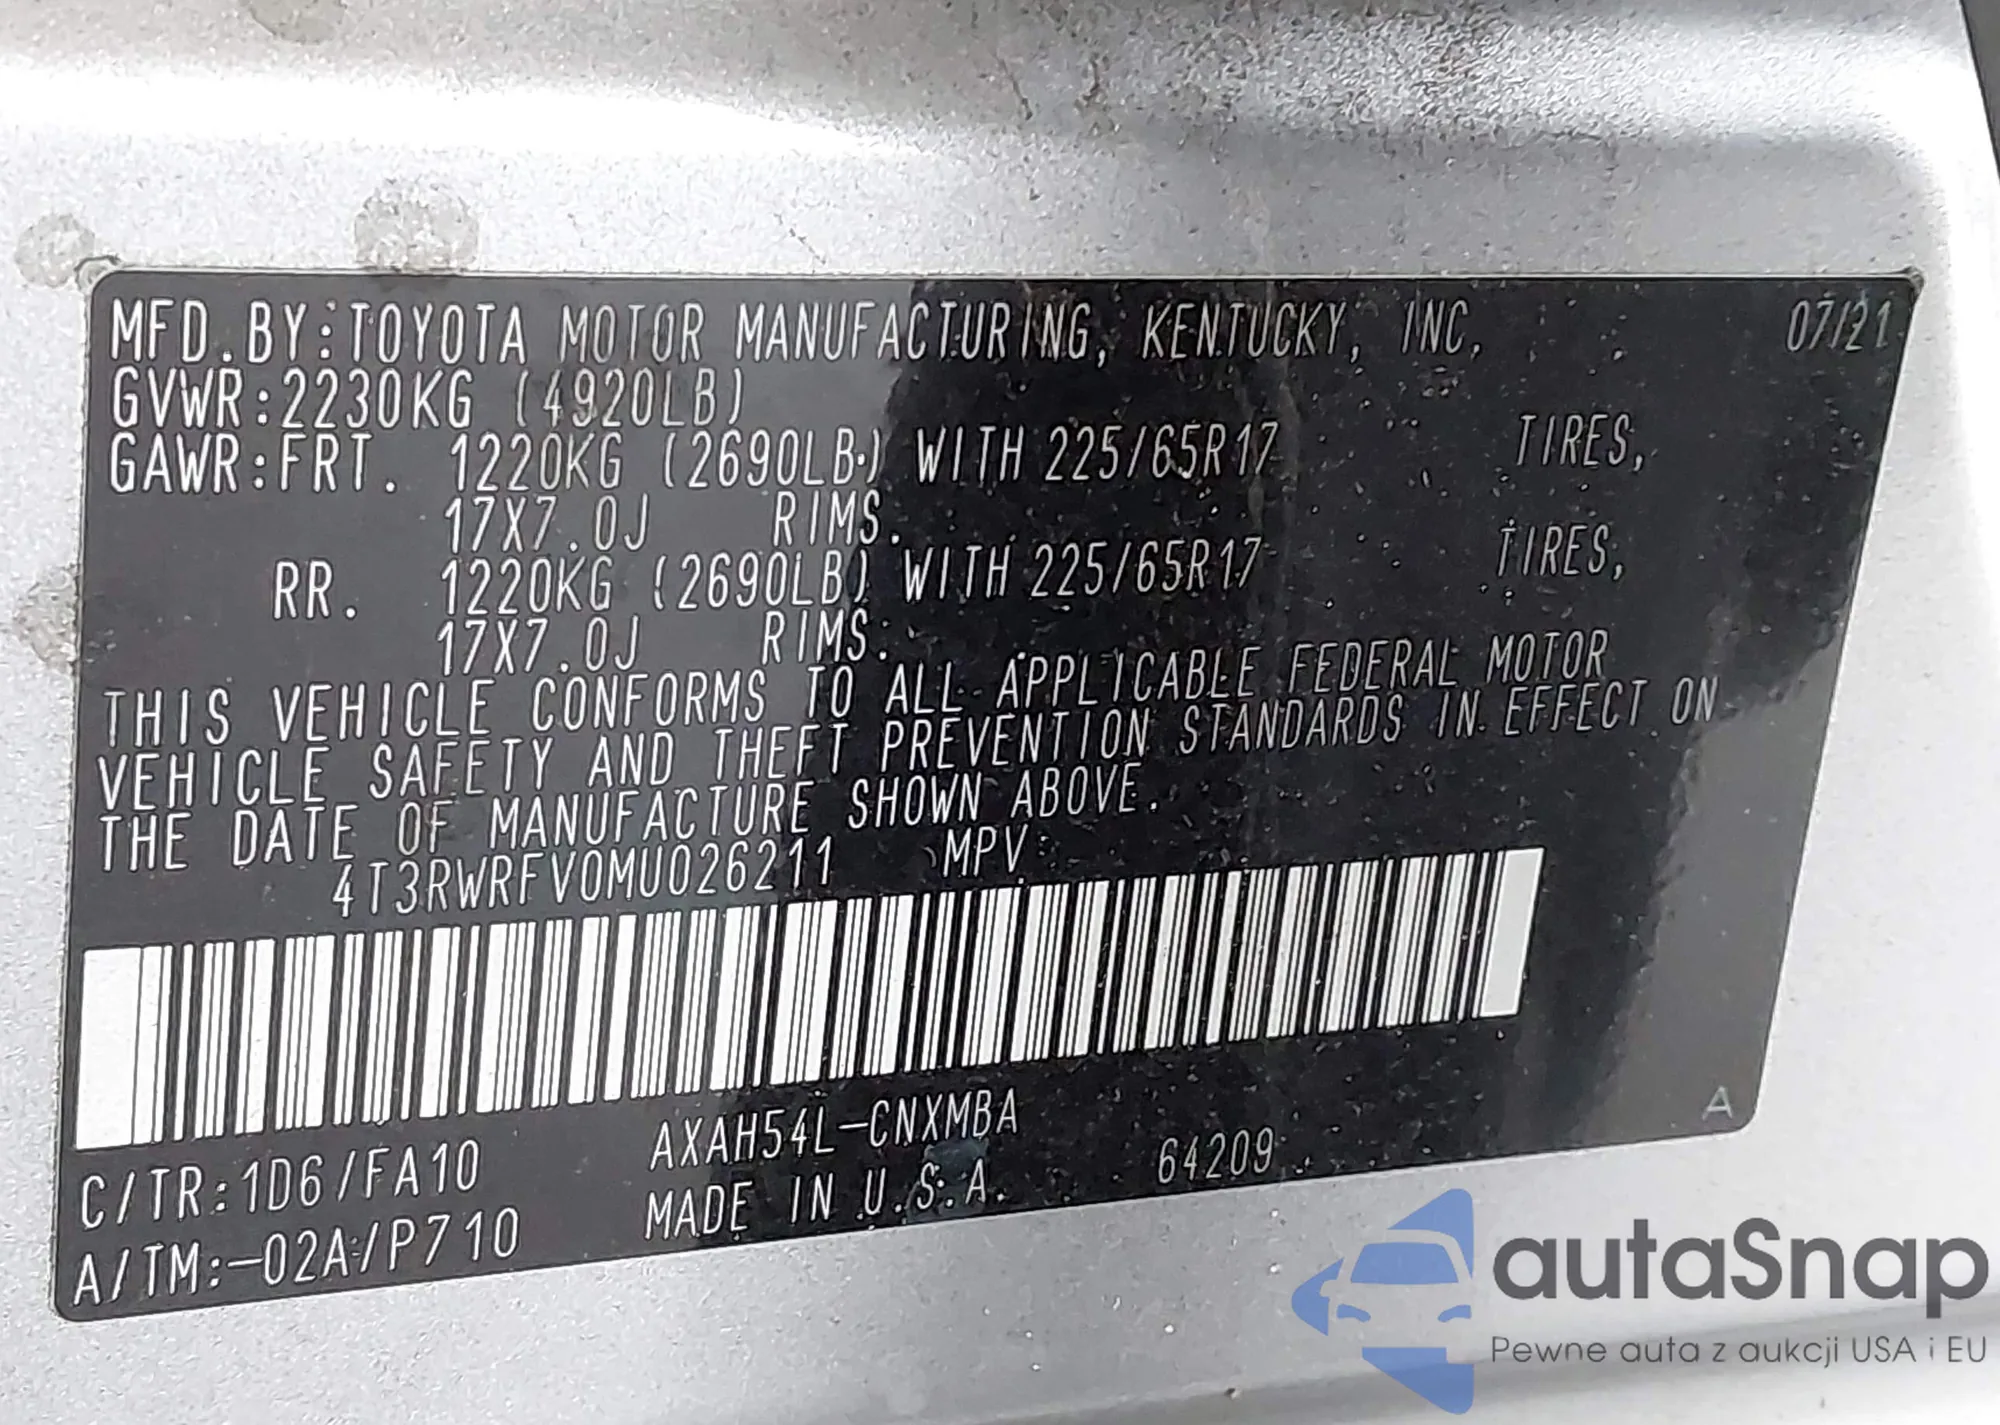 MFD. BY: TOYOTA MOTOR MANUFACTURING, KENTUCKY, INC. 07/21
GVWR: 2230KG (4920LB)
GAWR: FRT. 1220KG (2690LB) WITH 225/65R17 TIRES,
17X7.0J RIMS.
RR. 1220KG (2690LB) WITH 225/65R17 TIRES,
17X7.0J RIMS.
THIS VEHICLE CONFORMS TO ALL APPLICABLE FEDERAL MOTOR
VEHICLE SAFETY AND THEFT PREVENTION STANDARDS IN EFFECT ON
THE DATE OF MANUFACTURE SHOWN ABOVE.
4T3RWRFV0MU026211 MPV
AXAH54L-CNXMBA A
C/TR: 1D6/FA10
MADE IN U.S.A. 64209
A/TM:-02A/P710
autaSnap
Pewne auta z aukcji USA i EU